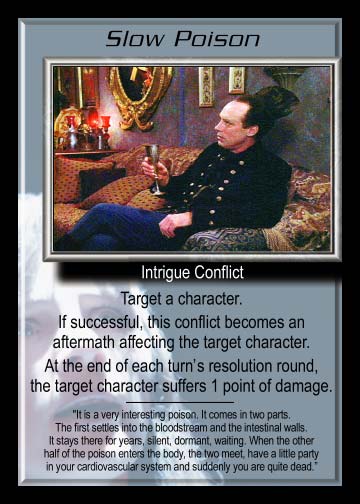 Slow Poison
Intrigue Conflict
Target a character.
If successful, this conflict becomes an
aftermath affecting the target character.
At the end of each turn's resolution round,
the target character suffers 1 point of damage.
"It is a very interesting poison. It comes in two parts.
The first settles into the bloodstream and the intestinal walls.
It stays there for years, silent, dormant, waiting. When the other
half of the poison enters the body, the two meet, have a little party
in your cardiovascular system and suddenly you are quite dead."